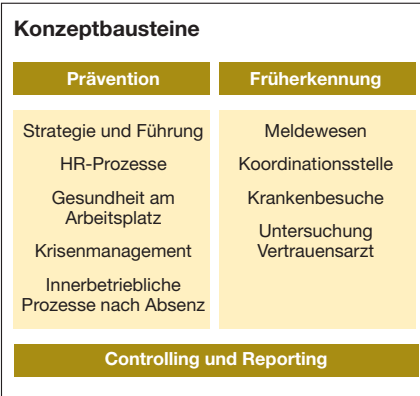 Konzeptbausteine
Prävention
Strategie und Führung
HR-Prozesse
Gesundheit am
Arbeitsplatz
Krisenmanagement
Innerbetriebliche
Prozesse nach Absenz
Früherkennung
Meldewesen
Koordinationsstelle
Krankenbesuche
Untersuchung
Vertrauensarzt
Controlling und Reporting